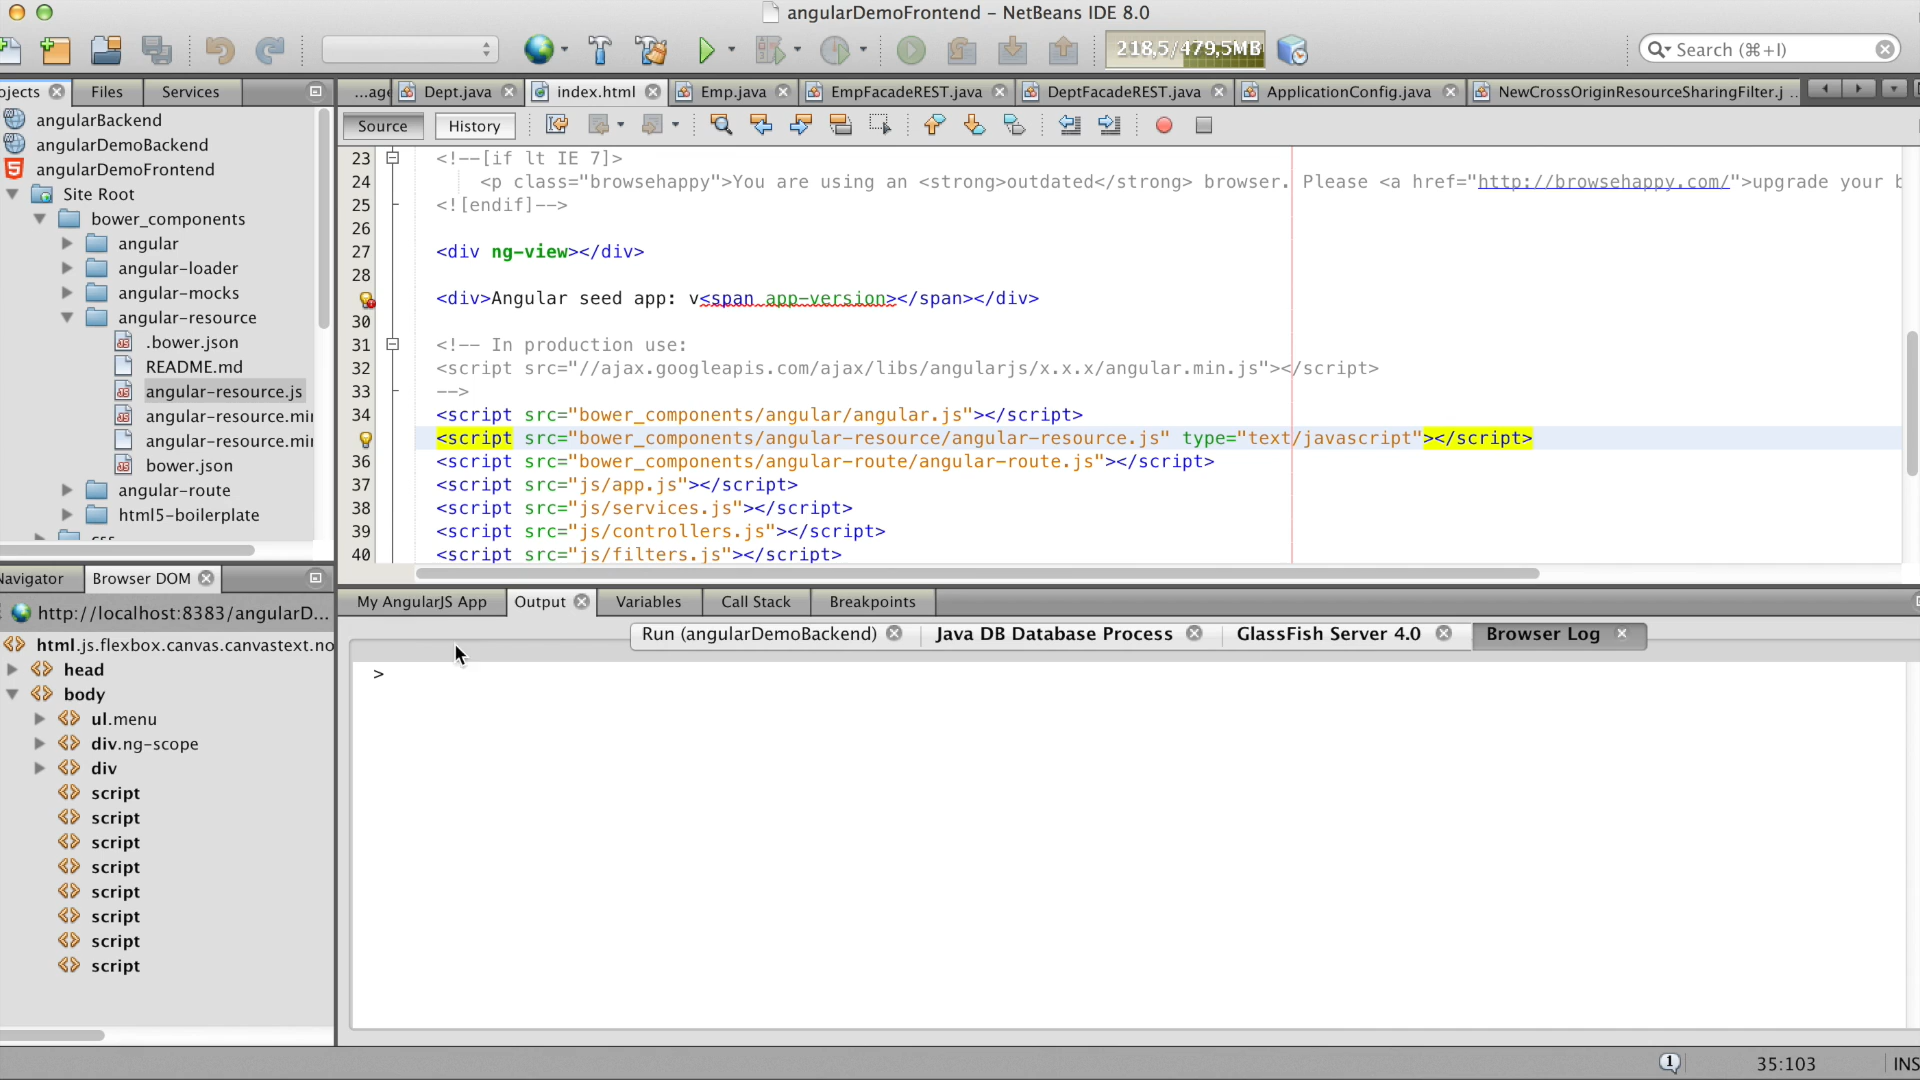 angularDemoFrontend – NetBeans IDE 8.0
218,5/479,5MB
Search (⌘+I)
ojects
Files
Services
...age
Dept.java
index.html
Emp.java
EmpFacadeREST.java
DeptFacadeREST.java
ApplicationConfig.java
NewCrossOriginResourceSharingFilter.j ...
Source
History
angularBackend
angularDemoBackend
angularDemoFrontend
Site Root
bower_components
angular
angular-loader
angular-mocks
angular-resource
.bower.json
README.md
angular-resource.js
angular-resource.min
angular-resource.min
bower.json
angular-route
html5-boilerplate
css
23 <!--[if lt IE 7]>
24 <p class="browsehappy">You are using an <strong>outdated</strong> browser. Please <a href="http://browsehappy.com/">upgrade your b
25 <![endif]-->
26
27 <div ng-view></div>
28
<div>Angular seed app: v<span app-version></span></div>
30
31 <!-- In production use:
32 <script src="//ajax.googleapis.com/ajax/libs/angularjs/x.x.x/angular.min.js"></script>
33 -->
34 <script src="bower_components/angular/angular.js"></script>
<script src="bower_components/angular-resource/angular-resource.js" type="text/javascript"></script>
36 <script src="bower_components/angular-route/angular-route.js"></script>
37 <script src="js/app.js"></script>
38 <script src="js/services.js"></script>
39 <script src="js/controllers.js"></script>
40 <script src="js/filters.js"></script>
Navigator
Browser DOM
http://localhost:8383/angularD...
html.js.flexbox.canvas.canvastext.no
head
body
ul.menu
div.ng-scope
div
script
script
script
script
script
script
script
script
My AngularJS App
Output
Variables
Call Stack
Breakpoints
Run (angularDemoBackend)
Java DB Database Process
GlassFish Server 4.0
Browser Log
>
1
35:103
INS